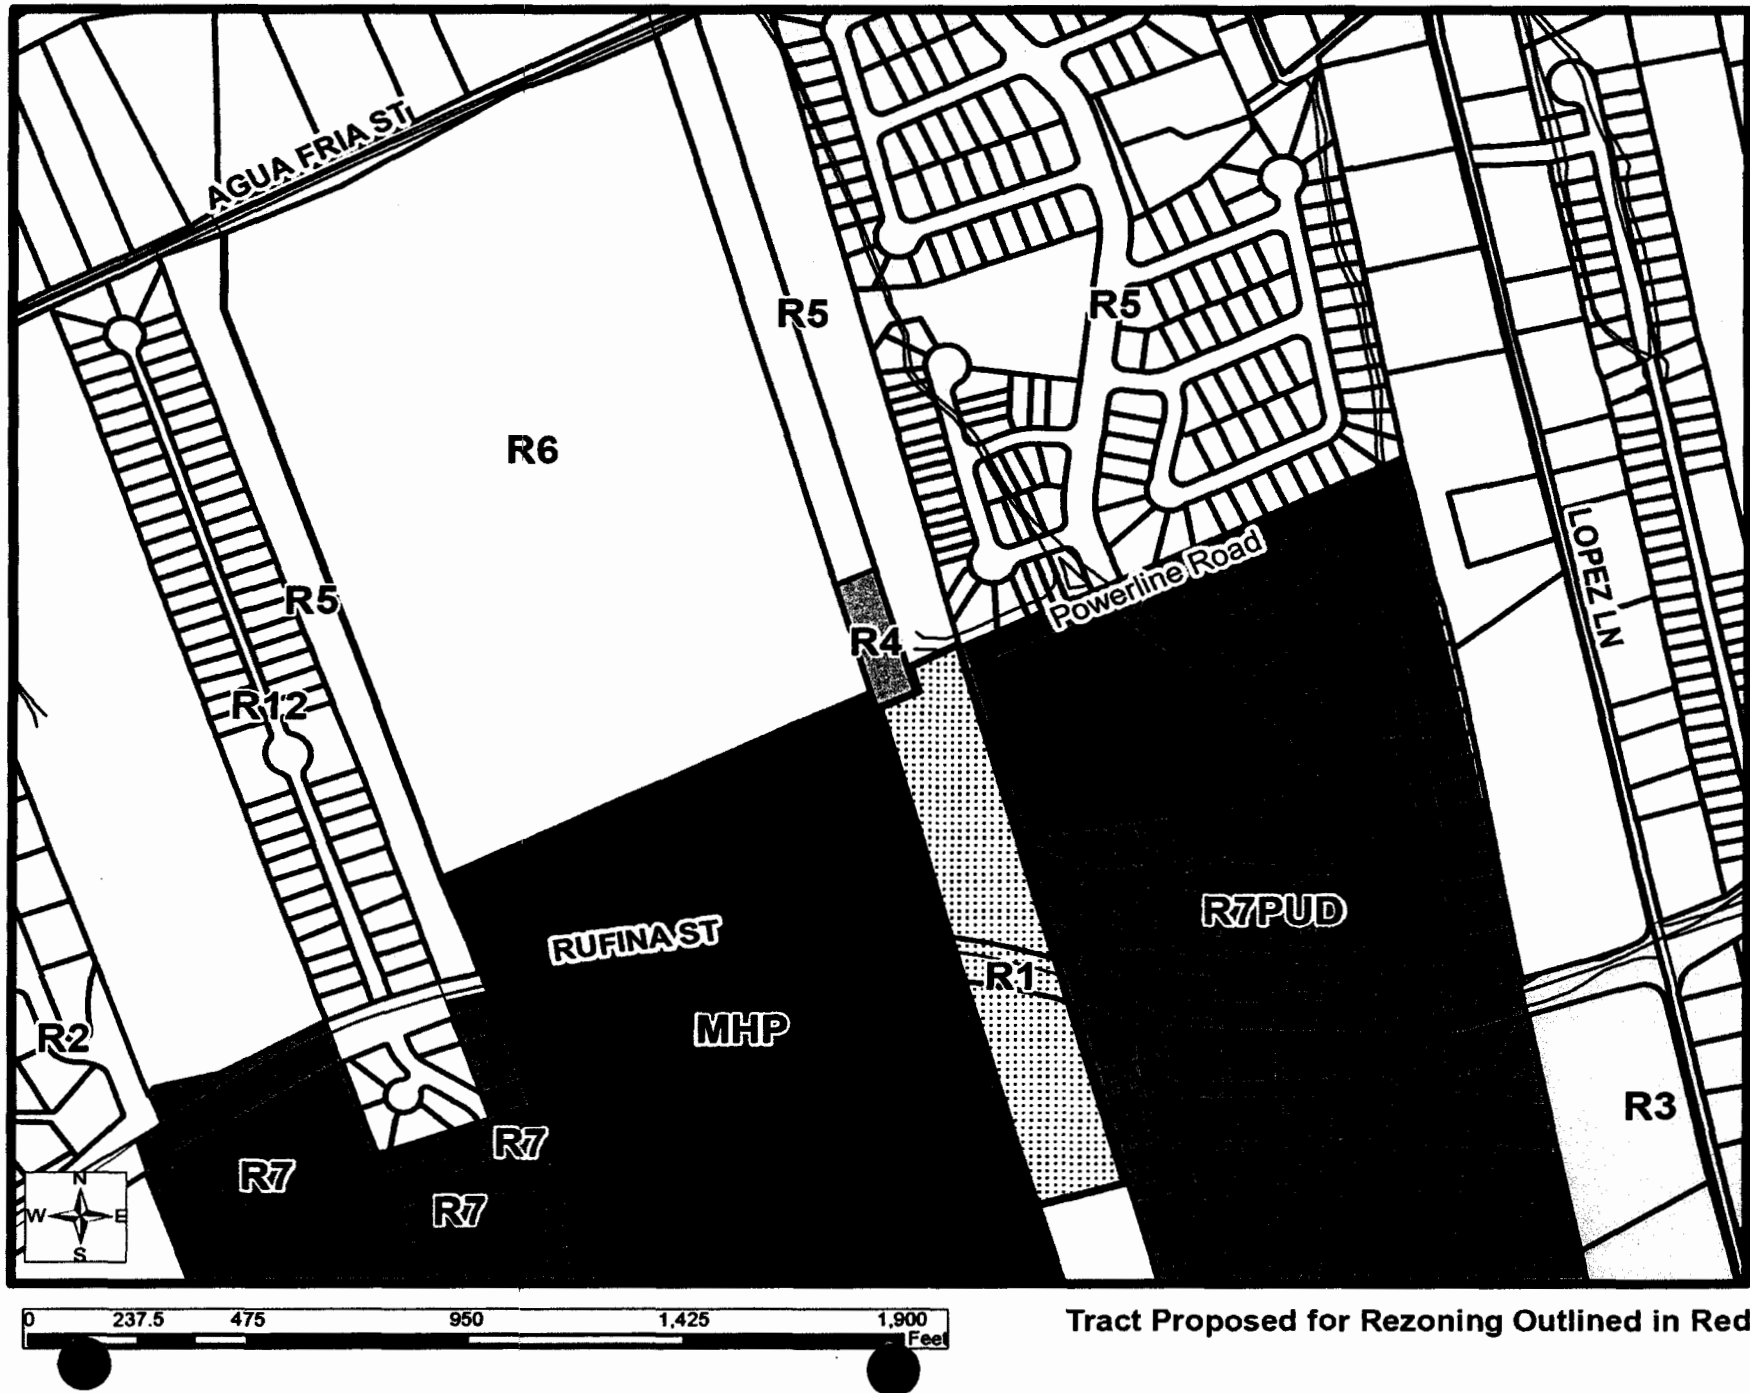 AGUA FRIA ST
R5
R5
R6
Powerline Road
LOPEZ LN
R5
R4
R12
R7PUD
RUFINA ST
R1
MHP
R2
R3
R7
R7
R7
N
W E
S
0 237.5 475 950 1,425 1,900
Feet
Tract Proposed for Rezoning Outlined in Red